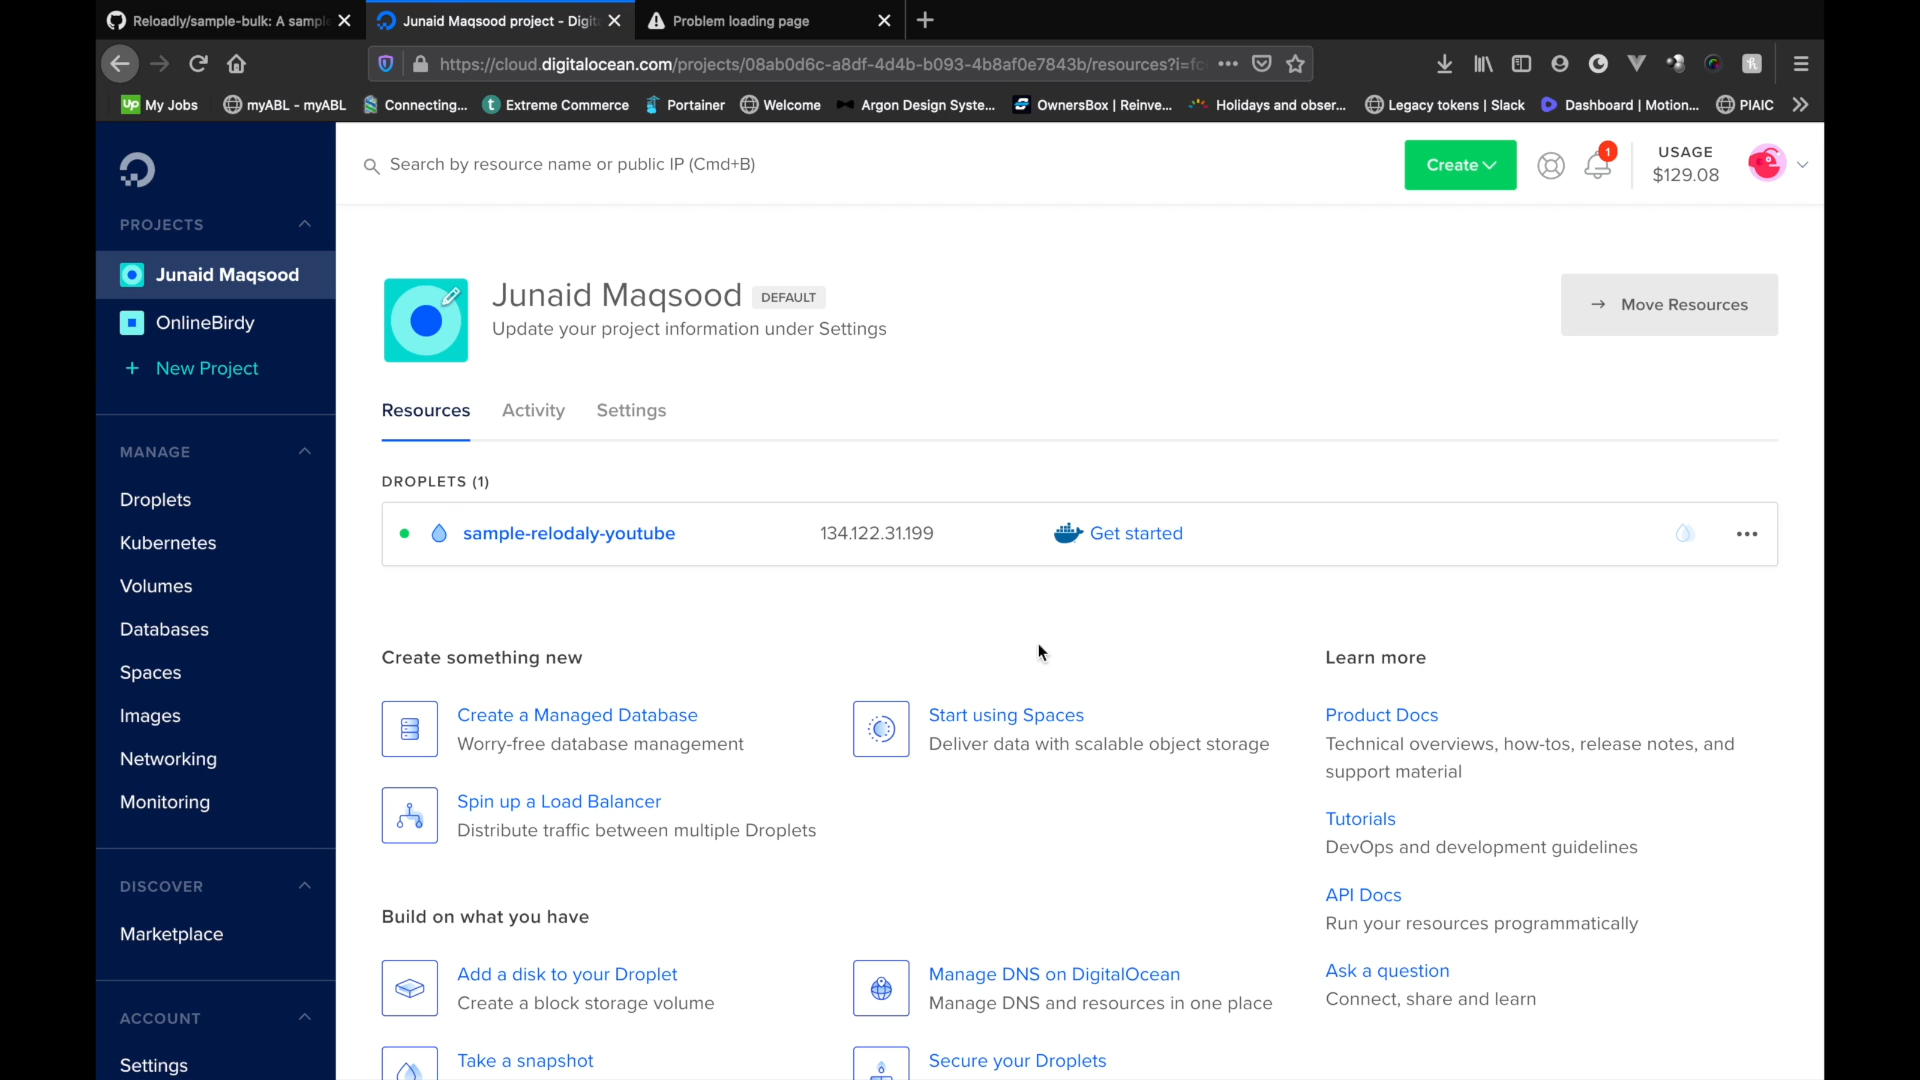 Reloadly/sample-bulk: A sampl
Junaid Maqsood project - Digit
Problem loading page
https://cloud.digitalocean.com/projects/08ab0d6c-a8df-4d4b-b093-4b8af0e7843b/resources?i=fc
My Jobs
myABL - myABL
Connecting...
Extreme Commerce
Portainer
Welcome
Argon Design Syste...
OwnersBox | Reinve...
Holidays and obser...
Legacy tokens | Slack
Dashboard | Motion...
PIAIC
Search by resource name or public IP (Cmd+B)
Create
1
USAGE
$129.08
PROJECTS
Junaid Maqsood
OnlineBirdy
+ New Project
MANAGE
Droplets
Kubernetes
Volumes
Databases
Spaces
Images
Networking
Monitoring
DISCOVER
Marketplace
ACCOUNT
Settings
Junaid Maqsood DEFAULT
Update your project information under Settings
→ Move Resources
Resources Activity Settings
DROPLETS (1)
sample-relodaly-youtube 134.122.31.199 Get started
Create something new
Create a Managed Database
Worry-free database management
Start using Spaces
Deliver data with scalable object storage
Spin up a Load Balancer
Distribute traffic between multiple Droplets
Build on what you have
Add a disk to your Droplet
Create a block storage volume
Manage DNS on DigitalOcean
Manage DNS and resources in one place
Take a snapshot
Secure your Droplets
Learn more
Product Docs
Technical overviews, how-tos, release notes, and
support material
Tutorials
DevOps and development guidelines
API Docs
Run your resources programmatically
Ask a question
Connect, share and learn